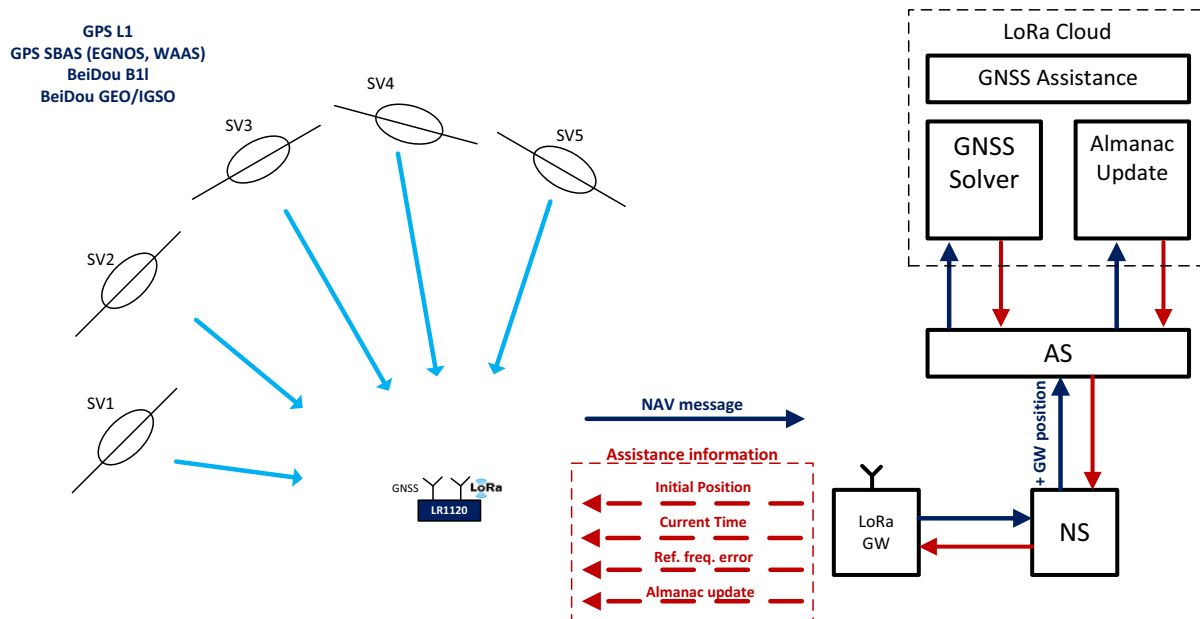 GPS L1
GPS SBAS (EGNOS, WAAS)
BeiDou B1I
BeiDou GEO/IGSO
SV1
SV2
SV3
SV4
SV5
GNSS
LoRa
LR1120
NAV message
Assistance information
Initial Position
Current Time
Ref. freq. error
Almanac update
LoRa
GW
NS
+ GW position
AS
LoRa Cloud
GNSS Assistance
GNSS
Solver
Almanac
Update